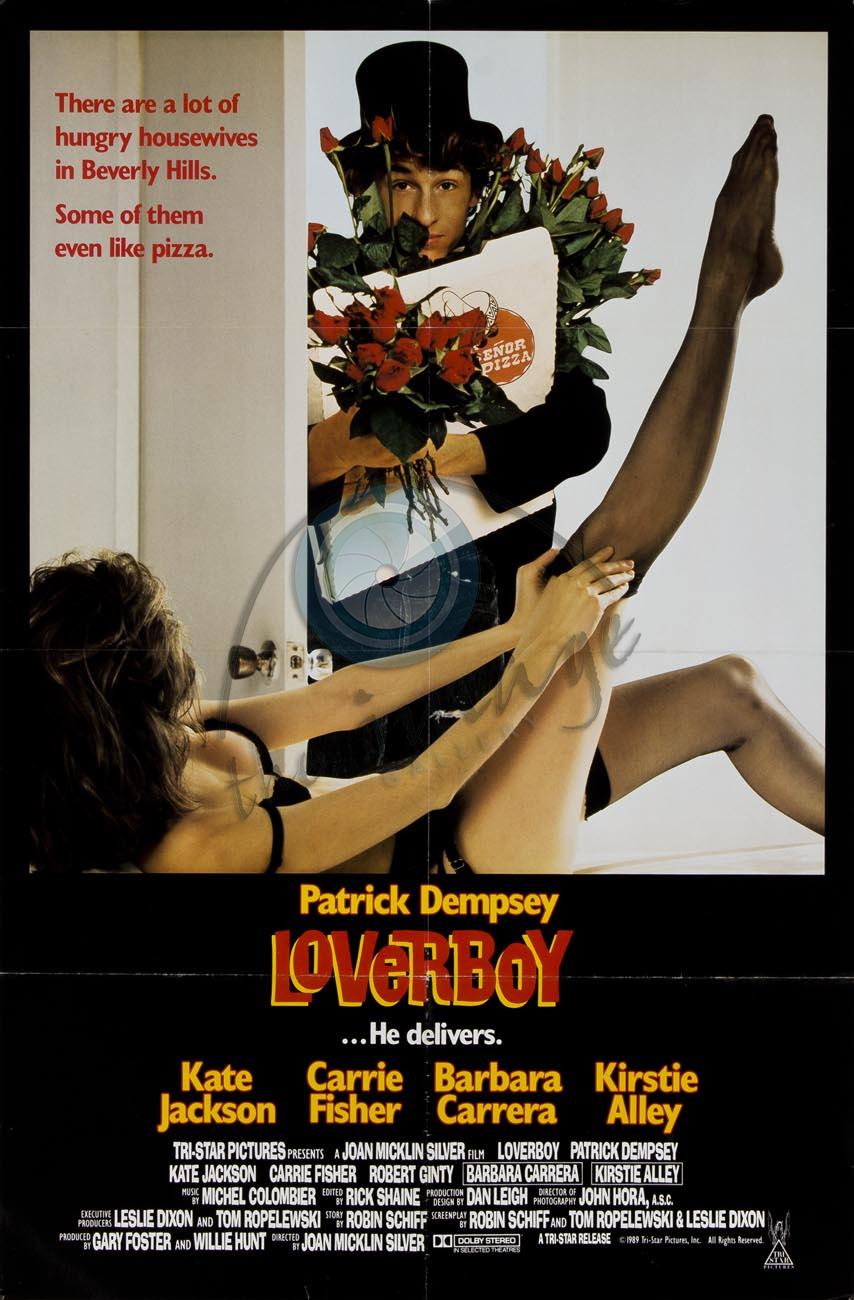 There are a lot of
hungry housewives
in Beverly Hills.
Some of them
even like pizza.
SEÑOR
PIZZA
the image
GALLERY
Patrick Dempsey
LOVERBOY
...He delivers.
Kate Carrie Barbara Kirstie
Jackson Fisher Carrera Alley
TRI-STAR PICTURES PRESENTS A JOAN MICKLIN SILVER FILM LOVERBOY PATRICK DEMPSEY
KATE JACKSON CARRIE FISHER ROBERT GINTY BARBARA CARRERA KIRSTIE ALLEY
MUSIC BY MICHEL COLOMBIER EDITED BY RICK SHAINE PRODUCTION DESIGN BY DAN LEIGH DIRECTOR OF PHOTOGRAPHY JOHN HORA, A.S.C.
EXECUTIVE PRODUCERS LESLIE DIXON AND TOM ROPELEWSKI STORY BY ROBIN SCHIFF SCREENPLAY BY ROBIN SCHIFF AND TOM ROPELEWSKI & LESLIE DIXON
PRODUCED BY GARY FOSTER AND WILLIE HUNT DIRECTED BY JOAN MICKLIN SILVER DOLBY STEREO IN SELECTED THEATRES A TRI-STAR RELEASE ©1989 Tri-Star Pictures, Inc. All Rights Reserved.
TRI
STAR
PICTURES